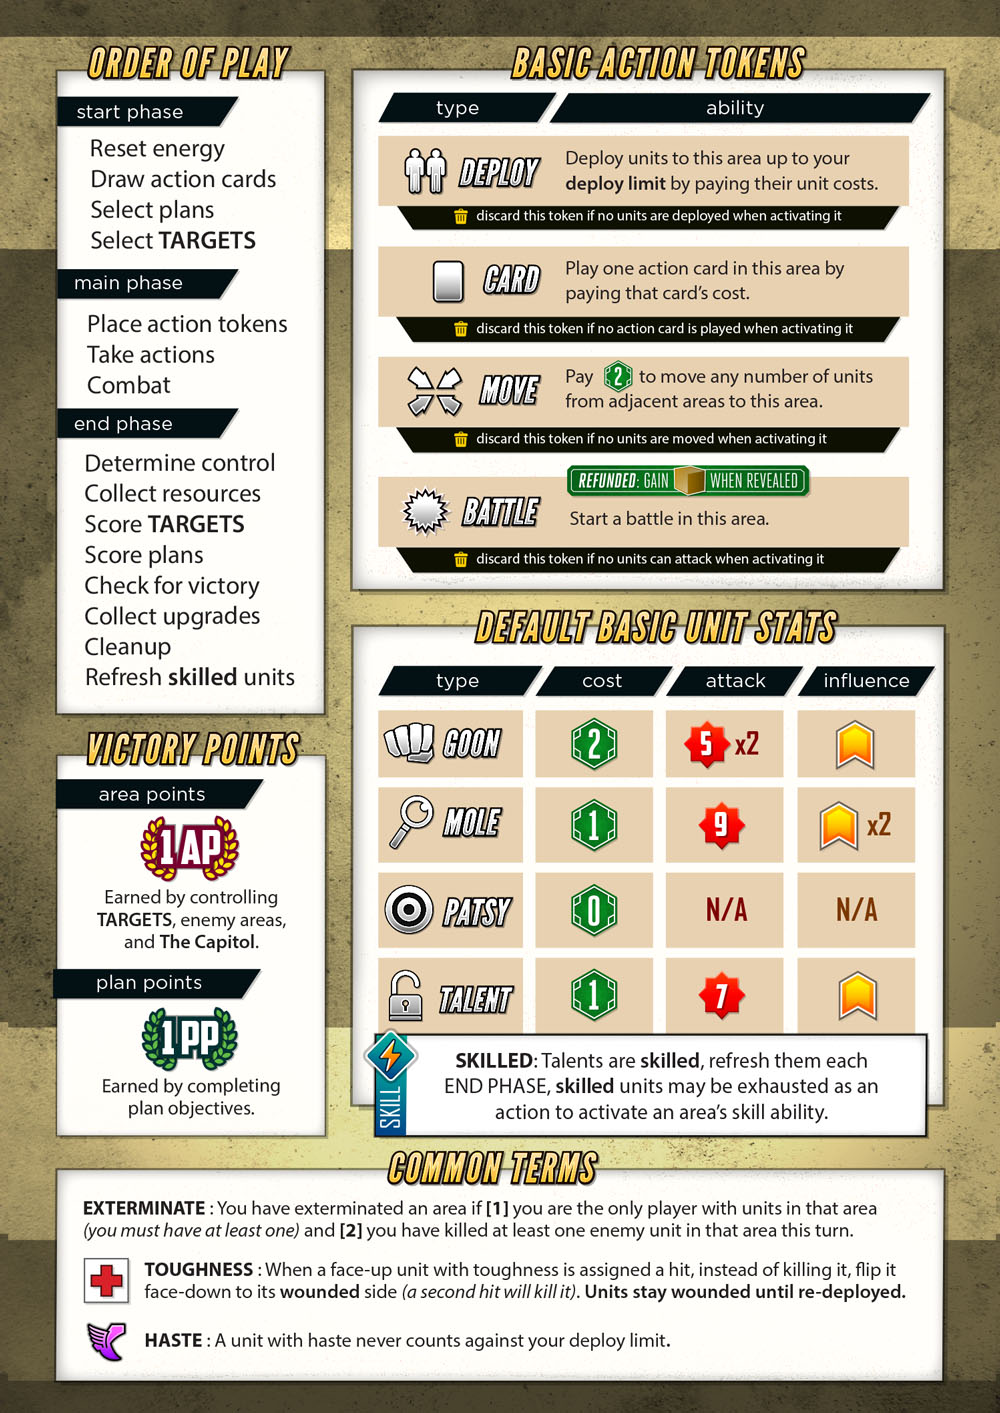 ORDER OF PLAY
start phase
Reset energy
Draw action cards
Select plans
Select TARGETS
main phase
Place action tokens
Take actions
Combat
end phase
Determine control
Collect resources
Score TARGETS
Score plans
Check for victory
Collect upgrades
Cleanup
Refresh skilled units
VICTORY POINTS
area points
1AP
Earned by controlling
TARGETS, enemy areas,
and The Capitol.
plan points
1PP
Earned by completing
plan objectives.
BASIC ACTION TOKENS
type ability
DEPLOY
Deploy units to this area up to your
deploy limit by paying their unit costs.
discard this token if no units are deployed when activating it
CARD
Play one action card in this area by
paying that card's cost.
discard this token if no action card is played when activating it
MOVE
Pay 2 to move any number of units
from adjacent areas to this area.
discard this token if no units are moved when activating it
REFUNDED: GAIN WHEN REVEALED
BATTLE
Start a battle in this area.
discard this token if no units can attack when activating it
DEFAULT BASIC UNIT STATS
type cost attack influence
GOON 2 5 x2
MOLE 1 9 x2
PATSY 0 N/A N/A
TALENT 1 7
SKILL
SKILLED: Talents are skilled, refresh them each
END PHASE, skilled units may be exhausted as an
action to activate an area's skill ability.
COMMON TERMS
EXTERMINATE : You have exterminated an area if [1] you are the only player with units in that area
(you must have at least one) and [2] you have killed at least one enemy unit in that area this turn.
TOUGHNESS : When a face-up unit with toughness is assigned a hit, instead of killing it, flip it
face-down to its wounded side (a second hit will kill it). Units stay wounded until re-deployed.
HASTE : A unit with haste never counts against your deploy limit.